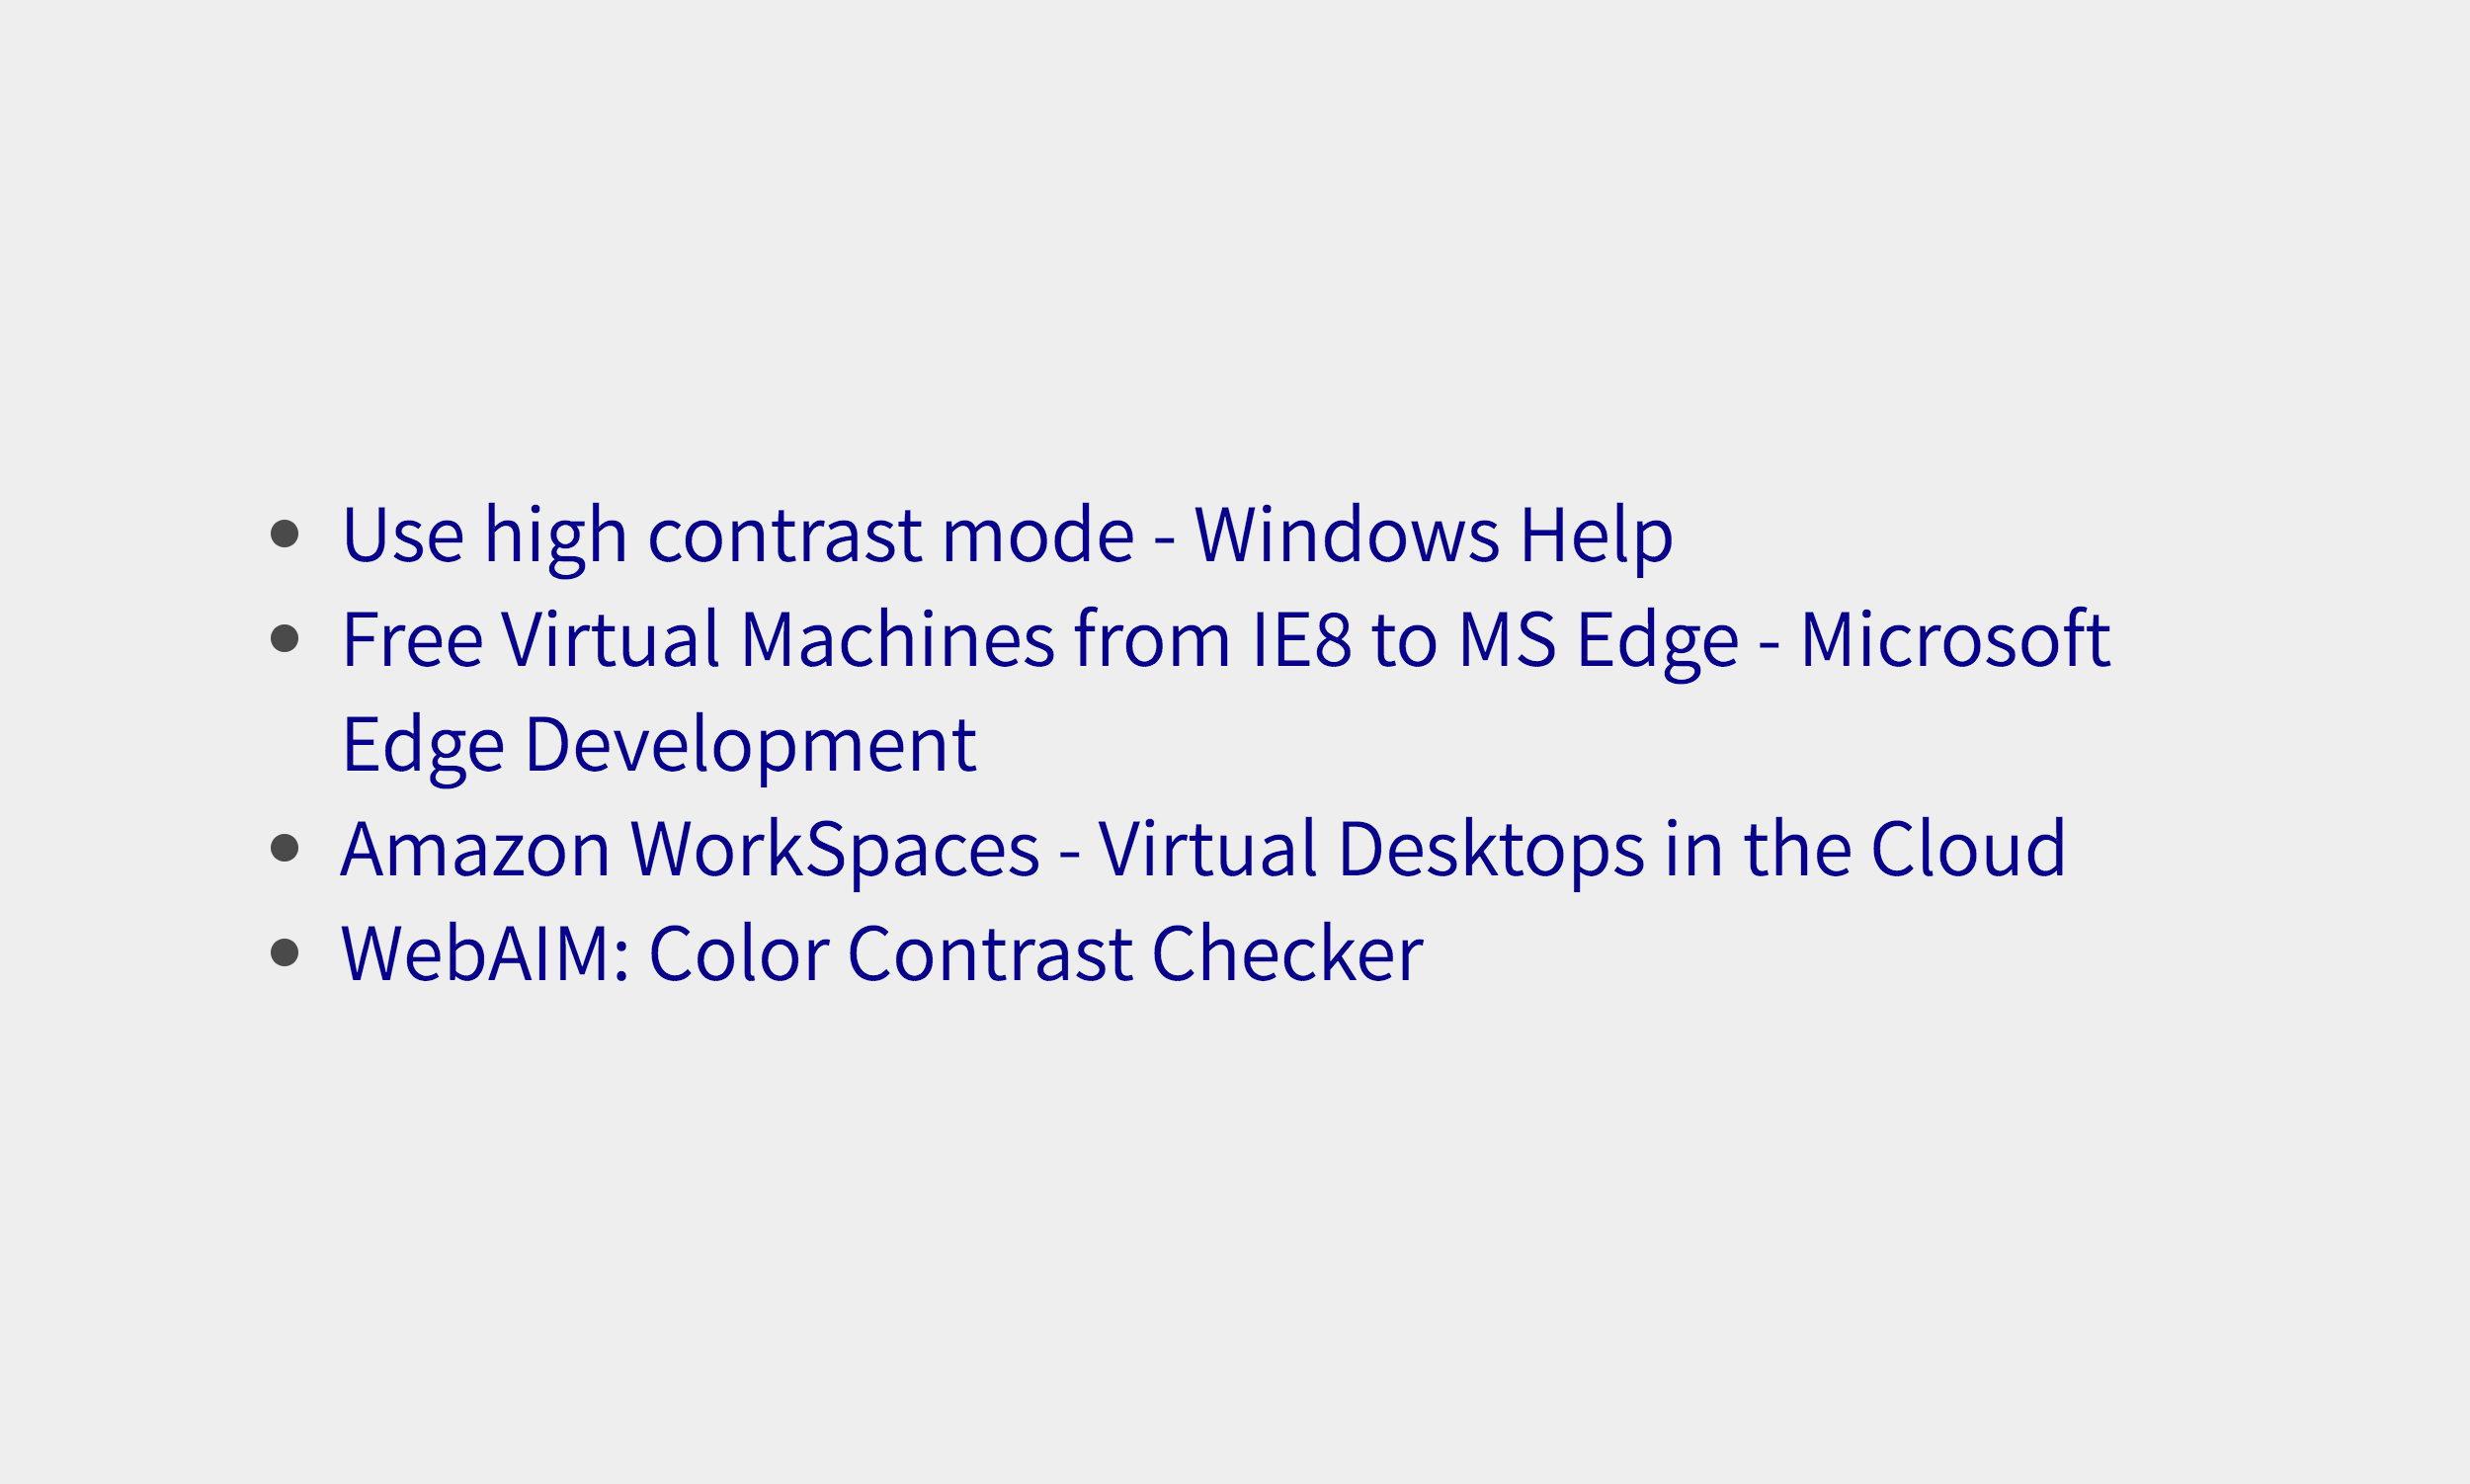 • Use high contrast mode - Windows Help
• Free Virtual Machines from IE8 to MS Edge - Microsoft
Edge Development
• Amazon WorkSpaces - Virtual Desktops in the Cloud
• WebAIM: Color Contrast Checker